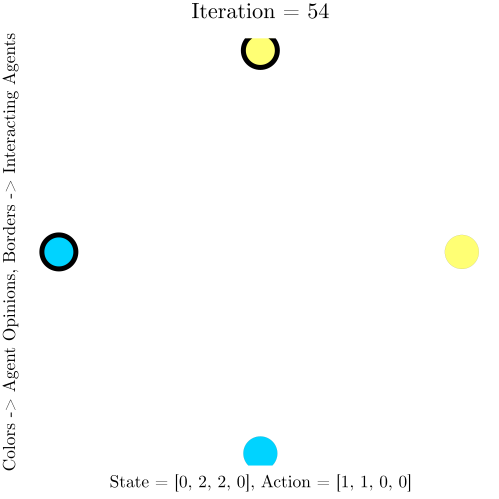 Iteration = 54
Colors -> Agent Opinions, Borders -> Interacting Agents
State = [0, 2, 2, 0], Action = [1, 1, 0, 0]